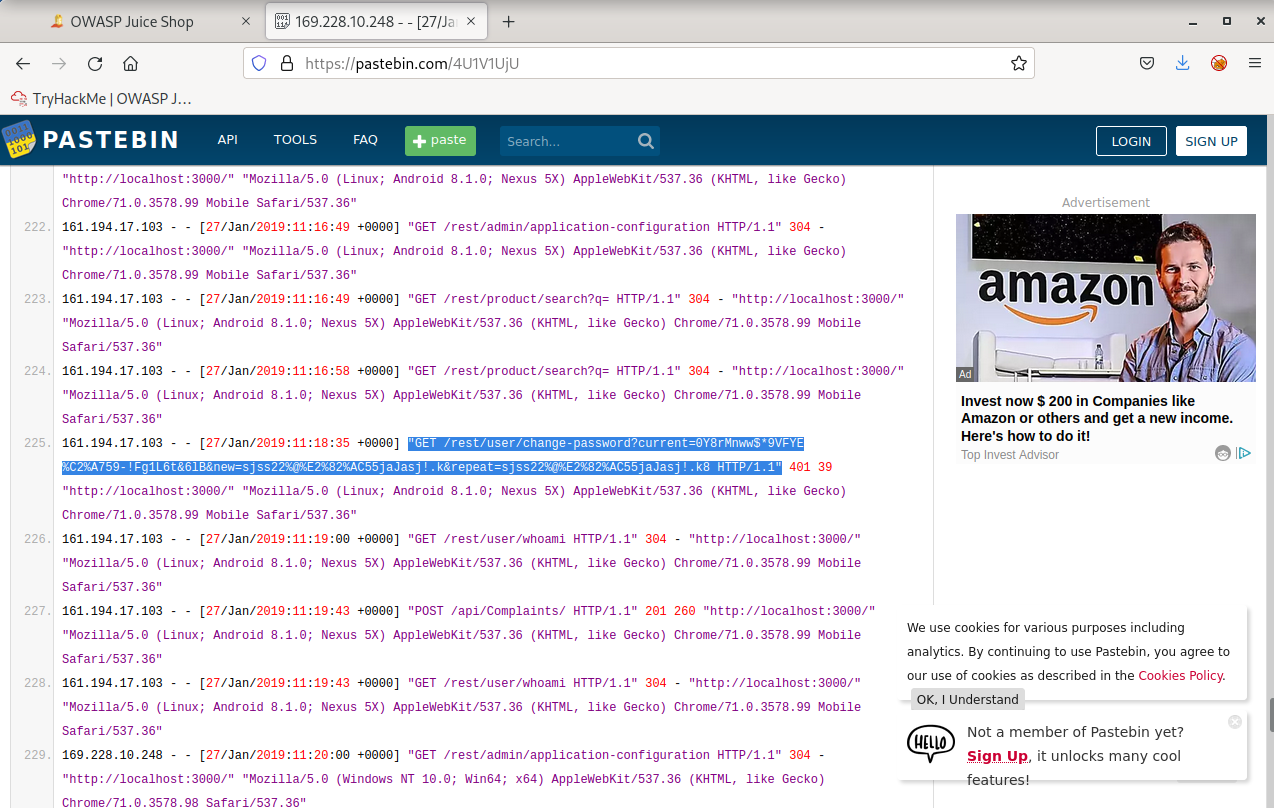 OWASP Juice Shop
169.228.10.248 - - [27/Ja
https://pastebin.com/4U1V1UjU
TryHackMe | OWASP J…
PASTEBIN
API
TOOLS
FAQ
paste
Search...
LOGIN
SIGN UP
"http://localhost:3000/" "Mozilla/5.0 (Linux; Android 8.1.0; Nexus 5X) AppleWebKit/537.36 (KHTML, like Gecko)
Chrome/71.0.3578.99 Mobile Safari/537.36"
222. 161.194.17.103 - - [27/Jan/2019:11:16:49 +0000] "GET /rest/admin/application-configuration HTTP/1.1" 304 -
"http://localhost:3000/" "Mozilla/5.0 (Linux; Android 8.1.0; Nexus 5X) AppleWebKit/537.36 (KHTML, like Gecko)
Chrome/71.0.3578.99 Mobile Safari/537.36"
223. 161.194.17.103 - - [27/Jan/2019:11:16:49 +0000] "GET /rest/product/search?q= HTTP/1.1" 304 - "http://localhost:3000/"
"Mozilla/5.0 (Linux; Android 8.1.0; Nexus 5X) AppleWebKit/537.36 (KHTML, like Gecko) Chrome/71.0.3578.99 Mobile
Safari/537.36"
224. 161.194.17.103 - - [27/Jan/2019:11:16:58 +0000] "GET /rest/product/search?q= HTTP/1.1" 304 - "http://localhost:3000/"
"Mozilla/5.0 (Linux; Android 8.1.0; Nexus 5X) AppleWebKit/537.36 (KHTML, like Gecko) Chrome/71.0.3578.99 Mobile
Safari/537.36"
225. 161.194.17.103 - - [27/Jan/2019:11:18:35 +0000] "GET /rest/user/change-password?current=0Y8rMnww$*9VFYE
%C2%A759-!Fg1L6t&6lB&new=sjss22%@%E2%82%AC55jaJasj!.k&repeat=sjss22%@%E2%82%AC55jaJasj!.k8 HTTP/1.1" 401 39
"http://localhost:3000/" "Mozilla/5.0 (Linux; Android 8.1.0; Nexus 5X) AppleWebKit/537.36 (KHTML, like Gecko)
Chrome/71.0.3578.99 Mobile Safari/537.36"
226. 161.194.17.103 - - [27/Jan/2019:11:19:00 +0000] "GET /rest/user/whoami HTTP/1.1" 304 - "http://localhost:3000/"
"Mozilla/5.0 (Linux; Android 8.1.0; Nexus 5X) AppleWebKit/537.36 (KHTML, like Gecko) Chrome/71.0.3578.99 Mobile
Safari/537.36"
227. 161.194.17.103 - - [27/Jan/2019:11:19:43 +0000] "POST /api/Complaints/ HTTP/1.1" 201 260 "http://localhost:3000/"
"Mozilla/5.0 (Linux; Android 8.1.0; Nexus 5X) AppleWebKit/537.36 (KHTML, like Gecko) Chrome/71.0.3578.99 Mobile
Safari/537.36"
228. 161.194.17.103 - - [27/Jan/2019:11:19:43 +0000] "GET /rest/user/whoami HTTP/1.1" 304 - "http://localhost:3000/"
"Mozilla/5.0 (Linux; Android 8.1.0; Nexus 5X) AppleWebKit/537.36 (KHTML, like Gecko) Chrome/71.0.3578.99 Mobile
Safari/537.36"
229. 169.228.10.248 - - [27/Jan/2019:11:20:00 +0000] "GET /rest/admin/application-configuration HTTP/1.1" 304 -
"http://localhost:3000/" "Mozilla/5.0 (Windows NT 10.0; Win64; x64) AppleWebKit/537.36 (KHTML, like Gecko)
Chrome/71.0.3578.98 Safari/537.36"
Advertisement
amazon
Ad
Invest now $ 200 in Companies like
Amazon or others and get a new income.
Here's how to do it!
Top Invest Advisor
We use cookies for various purposes including
analytics. By continuing to use Pastebin, you agree to
our use of cookies as described in the Cookies Policy.
OK, I Understand
HELLO
Not a member of Pastebin yet?
Sign Up, it unlocks many cool
features!